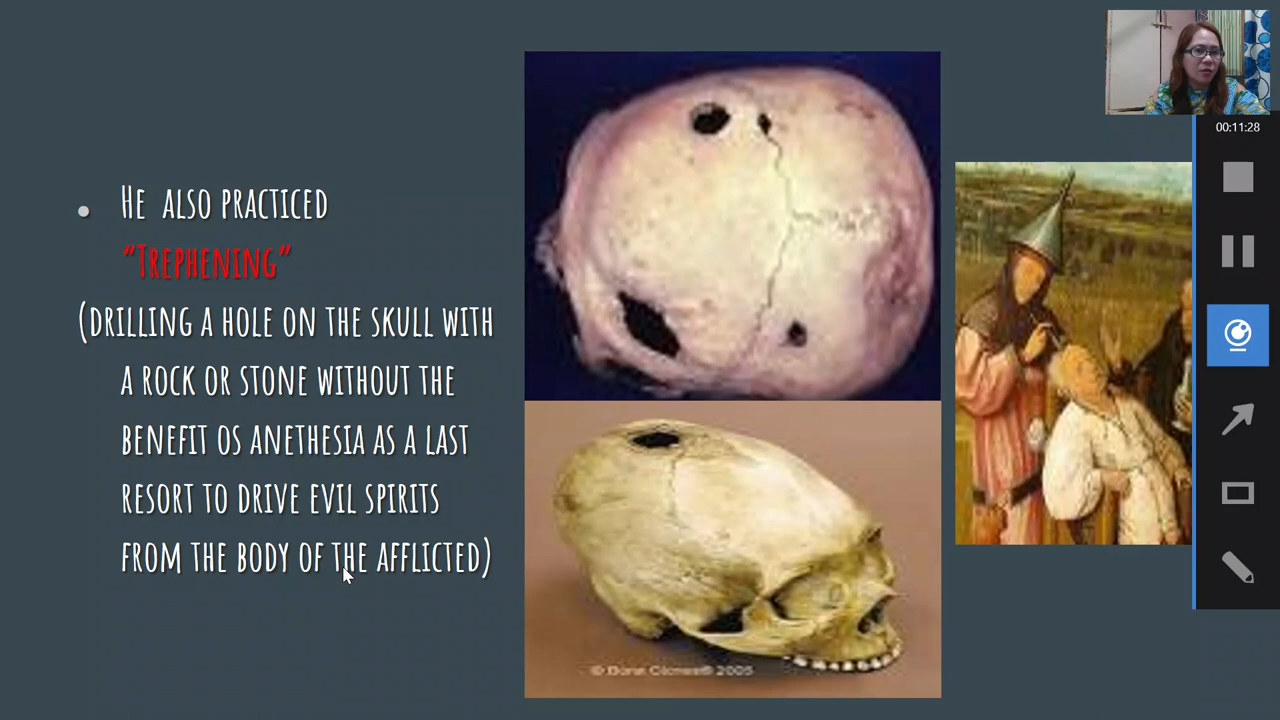 He also practiced
"Trephening"
(drilling a hole on the skull with
a rock or stone without the
benefit os anethesia as a last
resort to drive evil spirits
from the body of the afflicted)
00:11:28
© Bone Clones® 2005